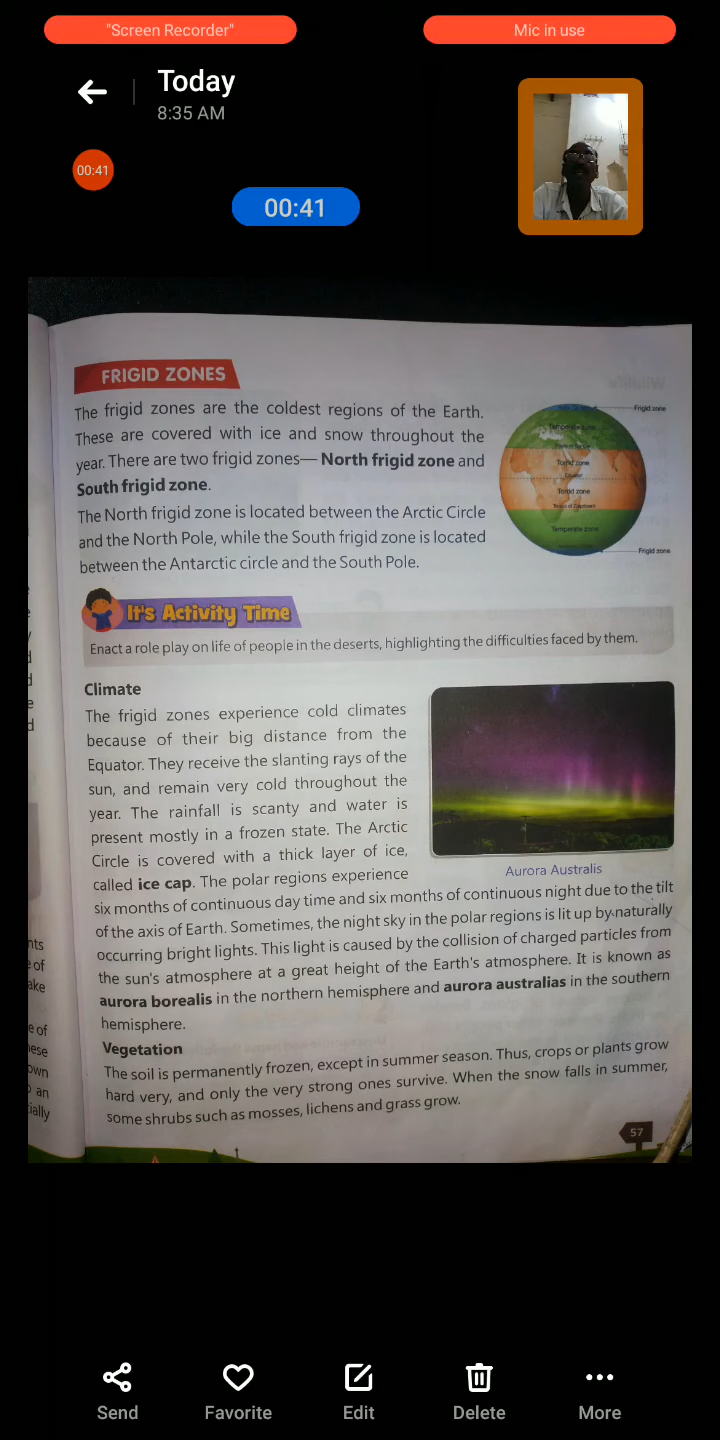 "Screen Recorder"
Mic in use
Today
8:35 AM
00:41
00:41
FRIGID ZONES
The frigid zones are the coldest regions of the Earth.
These are covered with ice and snow throughout the
year. There are two frigid zones— North frigid zone and
South frigid zone.
The North frigid zone is located between the Arctic Circle
and the North Pole, while the South frigid zone is located
between the Antarctic circle and the South Pole.
Frigid zone
Temperate zone
Torrid zone
Equator
Torrid zone
Tropic of Capricorn
Temperate zone
Frigid zone
It's Activity Time
Enact a role play on life of people in the deserts, highlighting the difficulties faced by them.
Climate
The frigid zones experience cold climates
because of their big distance from the
Equator. They receive the slanting rays of the
sun, and remain very cold throughout the
year. The rainfall is scanty and water is
present mostly in a frozen state. The Arctic
Circle is covered with a thick layer of ice,
called ice cap. The polar regions experience
six months of continuous day time and six months of continuous night due to the tilt
of the axis of Earth. Sometimes, the night sky in the polar regions is lit up by naturally
occurring bright lights. This light is caused by the collision of charged particles from
the sun's atmosphere at a great height of the Earth's atmosphere. It is known as
aurora borealis in the northern hemisphere and aurora australias in the southern
hemisphere.
Aurora Australis
Vegetation
The soil is permanently frozen, except in summer season. Thus, crops or plants grow
hard very, and only the very strong ones survive. When the snow falls in summer,
some shrubs such as mosses, lichens and grass grow.
57
nts
e of
ake
e of
hese
own
o an
cially
Send
Favorite
Edit
Delete
More